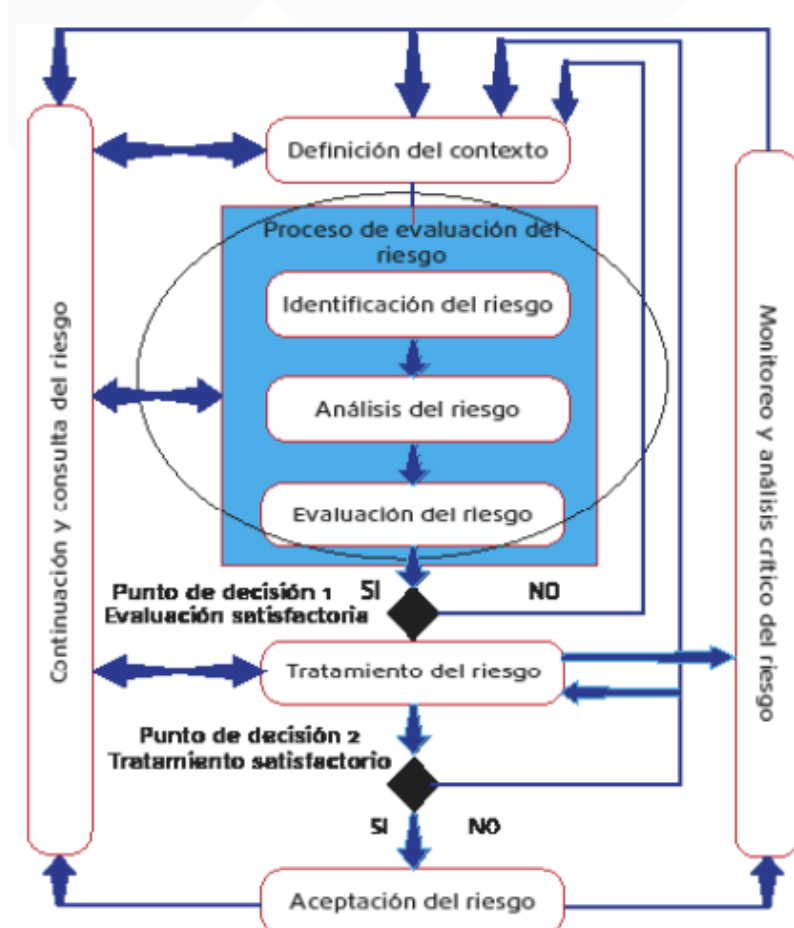 Definición del contexto
Proceso de evaluación del
riesgo
Identificación del riesgo
Análisis del riesgo
Evaluación del riesgo
Punto de decisión 1
SI
NO
Evaluación satisfactoria
Tratamiento del riesgo
Punto de decisión 2
Tratamiento satisfactorio
SI
NO
Aceptación del riesgo
Continuación y consulta del riesgo
Monitoreo y análisis crítico del riesgo